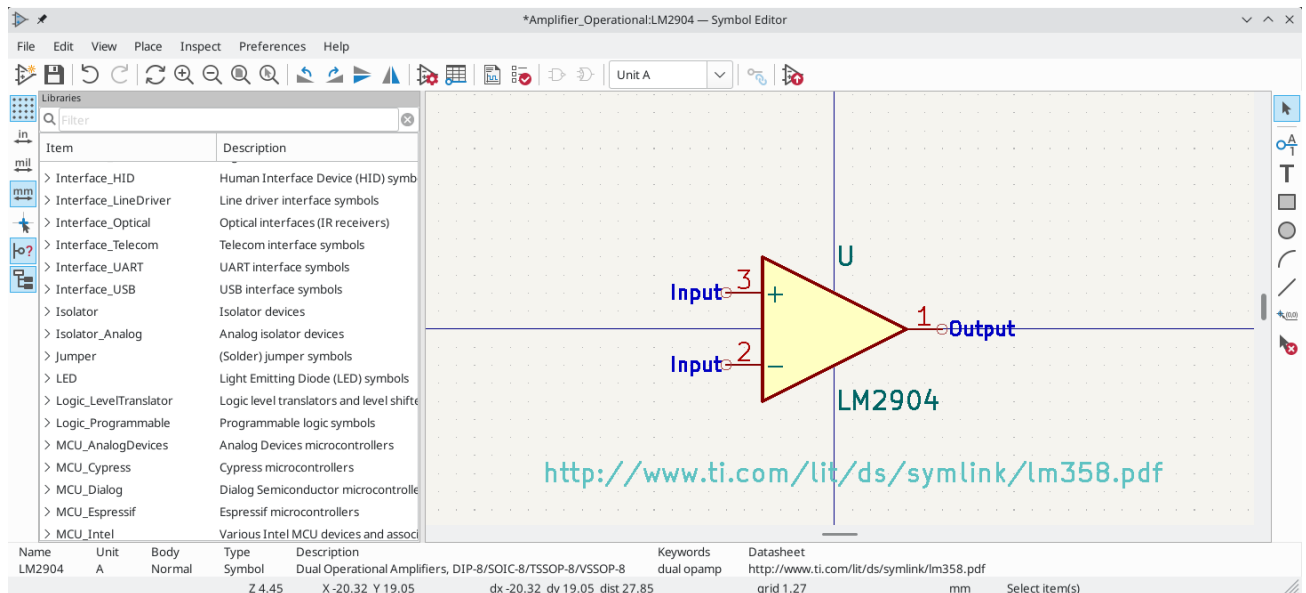 *Amplifier_Operational:LM2904 — Symbol Editor
File Edit View Place Inspect Preferences Help
Unit A
Libraries
Filter
Item Description
Interface_HID Human Interface Device (HID) symb
Interface_LineDriver Line driver interface symbols
Interface_Optical Optical interfaces (IR receivers)
Interface_Telecom Telecom interface symbols
Interface_UART UART interface symbols
Interface_USB USB interface symbols
Isolator Isolator devices
Isolator_Analog Analog isolator devices
Jumper (Solder) jumper symbols
LED Light Emitting Diode (LED) symbols
Logic_LevelTranslator Logic level translators and level shifte
Logic_Programmable Programmable logic symbols
MCU_AnalogDevices Analog Devices microcontrollers
MCU_Cypress Cypress microcontrollers
MCU_Dialog Dialog Semiconductor microcontrolle
MCU_Espressif Espressif microcontrollers
MCU_Intel Various Intel MCU devices and associ
in
mil
mm
U
Input 3 +
1 Output
Input 2 −
LM2904
http://www.ti.com/lit/ds/symlink/lm358.pdf
A
1
T
(0,0)
Name Unit Body Type Description Keywords Datasheet
LM2904 A Normal Symbol Dual Operational Amplifiers, DIP-8/SOIC-8/TSSOP-8/VSSOP-8 dual opamp http://www.ti.com/lit/ds/symlink/lm358.pdf
Z 4.45 X -20.32 Y 19.05 dx -20.32 dy 19.05 dist 27.85 grid 1.27 mm Select item(s)